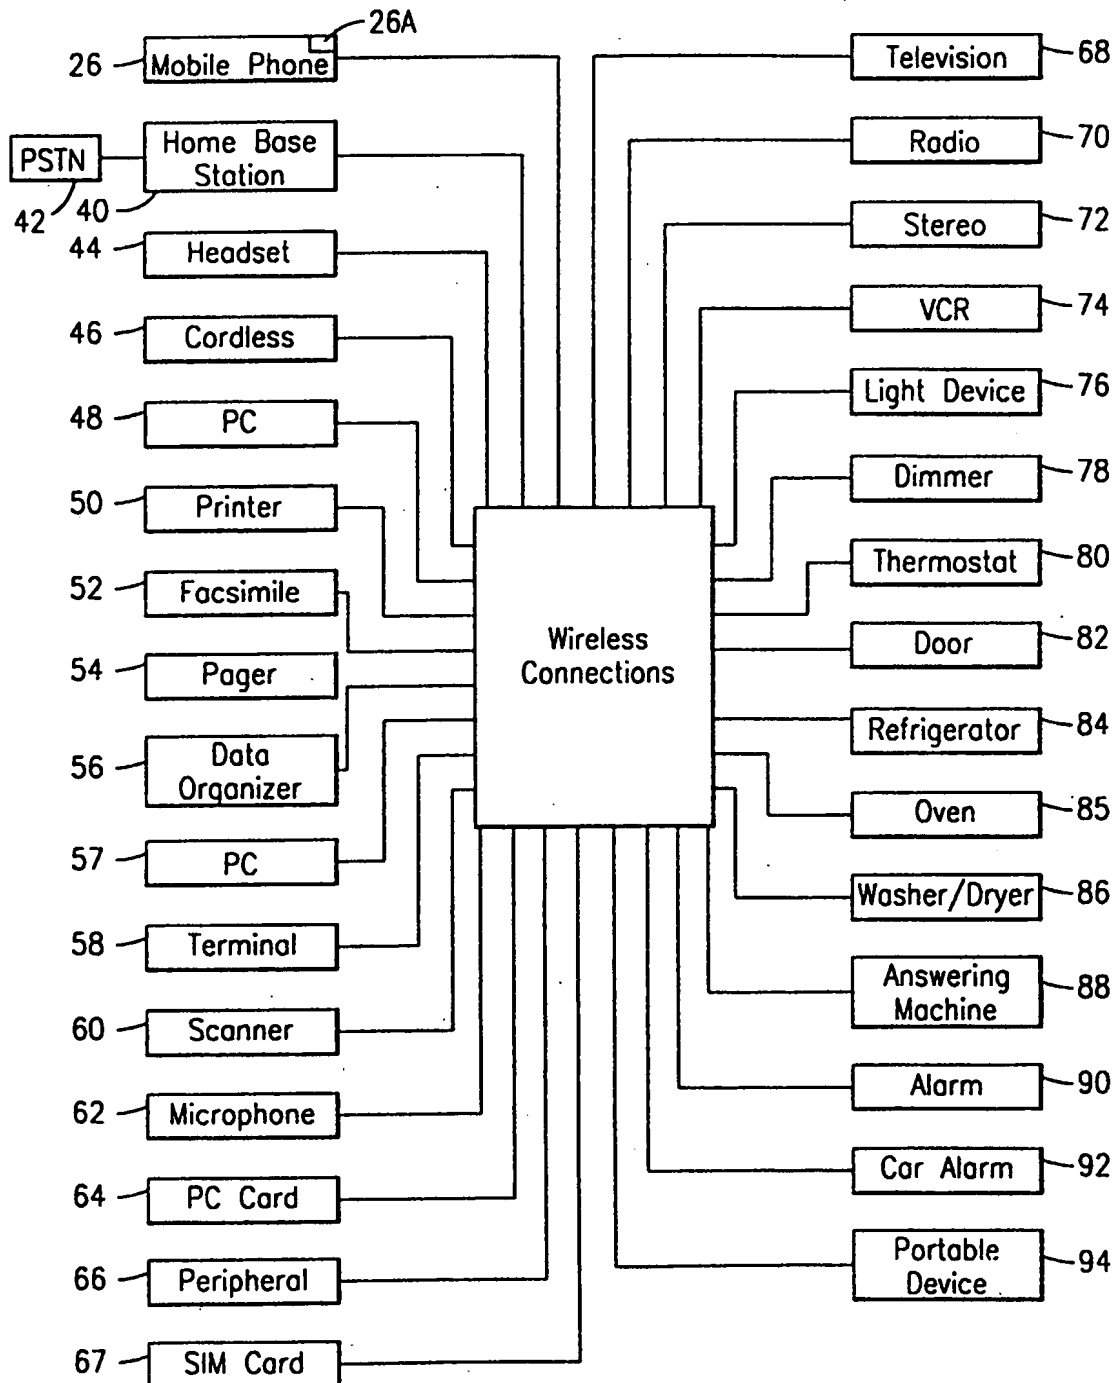 26A
26
Mobile Phone
PSTN
42
Home Base
Station
40
44
Headset
46
Cordless
48
PC
50
Printer
52
Facsimile
54
Pager
56
Data
Organizer
57
PC
58
Terminal
60
Scanner
62
Microphone
64
PC Card
66
Peripheral
67
SIM Card
Wireless
Connections
Television
68
Radio
70
Stereo
72
VCR
74
Light Device
76
Dimmer
78
Thermostat
80
Door
82
Refrigerator
84
Oven
85
Washer/Dryer
86
Answering
Machine
88
Alarm
90
Car Alarm
92
Portable
Device
94